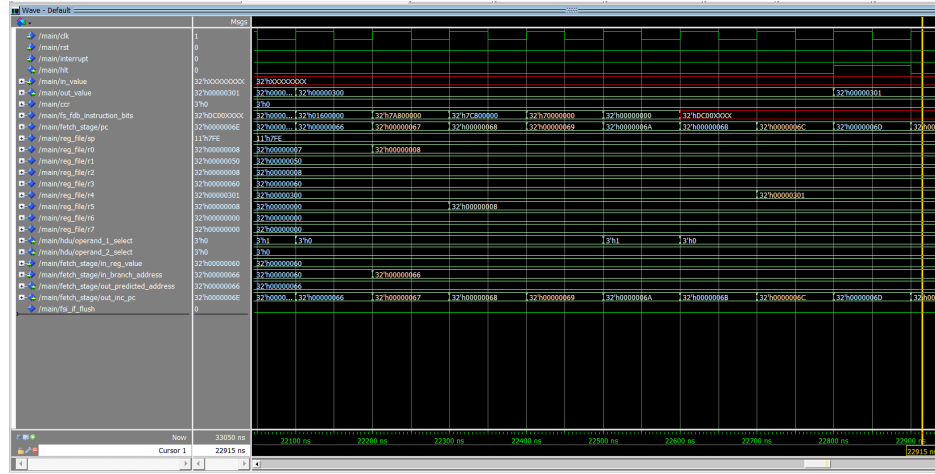 Wave - Default
Msgs
/main/clk 1
/main/rst 0
/main/interrupt 0
/main/hlt 0
/main/in_value 32'hXXXXXXXX 32'hXXXXXXXX
/main/out_value 32'h00000301 32'h0000... 32'h00000300 32'h00000301
/main/ccr 3'h0 3'h0
/main/fs_fdb_instruction_bits 32'hDC00XXXX 32'h0000... 32'h01600000 32'h7A800000 32'h7C800000 32'h70000000 32'h00000000 32'hDC00XXXX
/main/fetch_stage/pc 32'h0000006E 32'h0000... 32'h00000066 32'h00000067 32'h00000068 32'h00000069 32'h0000006A 32'h0000006B 32'h0000006C 32'h0000006D 32'h00
/main/reg_file/sp 11'h7FE 11'h7FE
/main/reg_file/r0 32'h00000008 32'h00000007 32'h00000008
/main/reg_file/r1 32'h00000050 32'h00000050
/main/reg_file/r2 32'h00000008 32'h00000008
/main/reg_file/r3 32'h00000060 32'h00000060
/main/reg_file/r4 32'h00000301 32'h00000300 32'h00000301
/main/reg_file/r5 32'h00000008 32'h00000000 32'h00000008
/main/reg_file/r6 32'h00000000 32'h00000000
/main/reg_file/r7 32'h00000000 32'h00000000
/main/hdu/operand_1_select 3'h0 3'h1 3'h0 3'h1 3'h0
/main/hdu/operand_2_select 3'h0 3'h0
/main/fetch_stage/in_reg_value 32'h00000060 32'h00000060
/main/fetch_stage/in_branch_address 32'h00000066 32'h00000060 32'h00000066
/main/fetch_stage/out_predicted_address 32'h00000066 32'h00000066
/main/fetch_stage/out_inc_pc 32'h0000006E 32'h0000... 32'h00000066 32'h00000067 32'h00000068 32'h00000069 32'h0000006A 32'h0000006B 32'h0000006C 32'h0000006D 32'h00
/main/fsi_if_flush 0
Now 33050 ns 22100 ns 22200 ns 22300 ns 22400 ns 22500 ns 22600 ns 22700 ns 22800 ns 22900 ns
Cursor 1 22915 ns 22915 ns